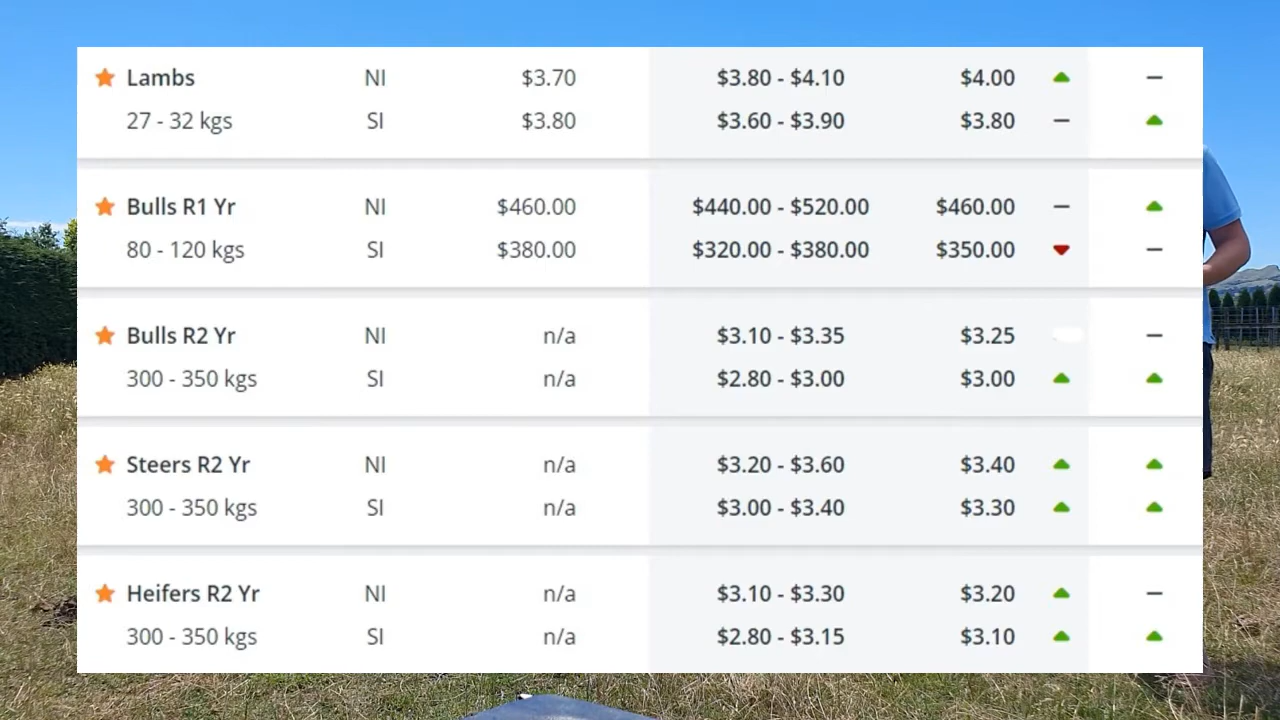 Lambs NI $3.70 $3.80 - $4.10 $4.00
27 - 32 kgs SI $3.80 $3.60 - $3.90 $3.80
Bulls R1 Yr NI $460.00 $440.00 - $520.00 $460.00
80 - 120 kgs SI $380.00 $320.00 - $380.00 $350.00
Bulls R2 Yr NI n/a $3.10 - $3.35 $3.25
300 - 350 kgs SI n/a $2.80 - $3.00 $3.00
Steers R2 Yr NI n/a $3.20 - $3.60 $3.40
300 - 350 kgs SI n/a $3.00 - $3.40 $3.30
Heifers R2 Yr NI n/a $3.10 - $3.30 $3.20
300 - 350 kgs SI n/a $2.80 - $3.15 $3.10